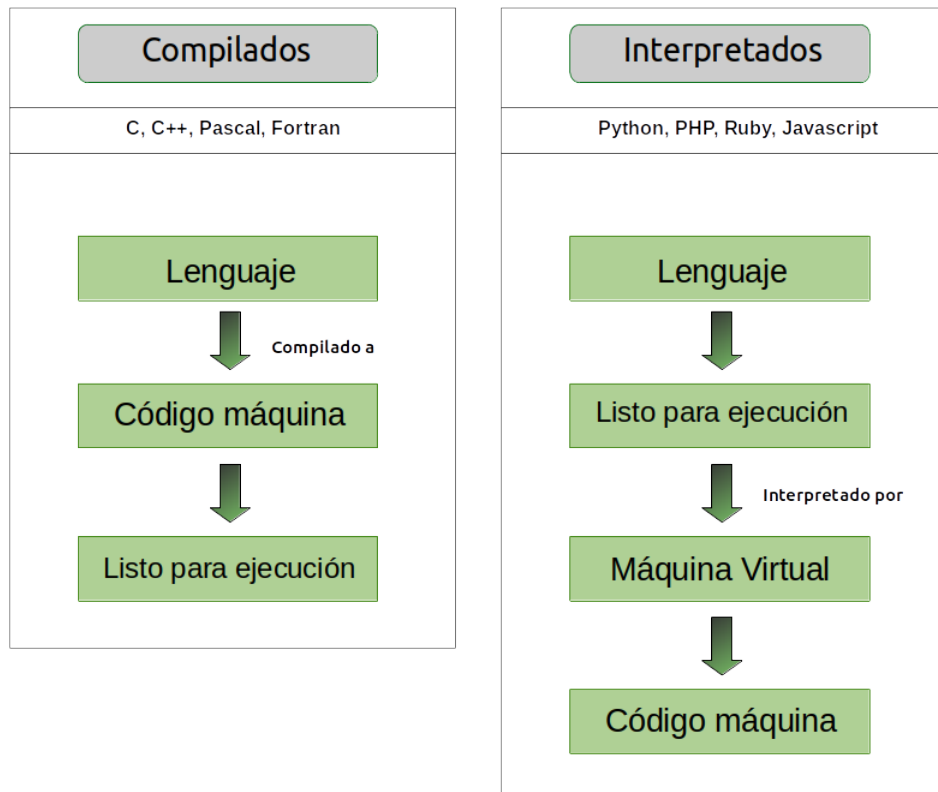 Compilados
C, C++, Pascal, Fortran
Lenguaje
Compilado a
Código máquina
Listo para ejecución
Interpretados
Python, PHP, Ruby, Javascript
Lenguaje
Listo para ejecución
Interpretado por
Máquina Virtual
Código máquina